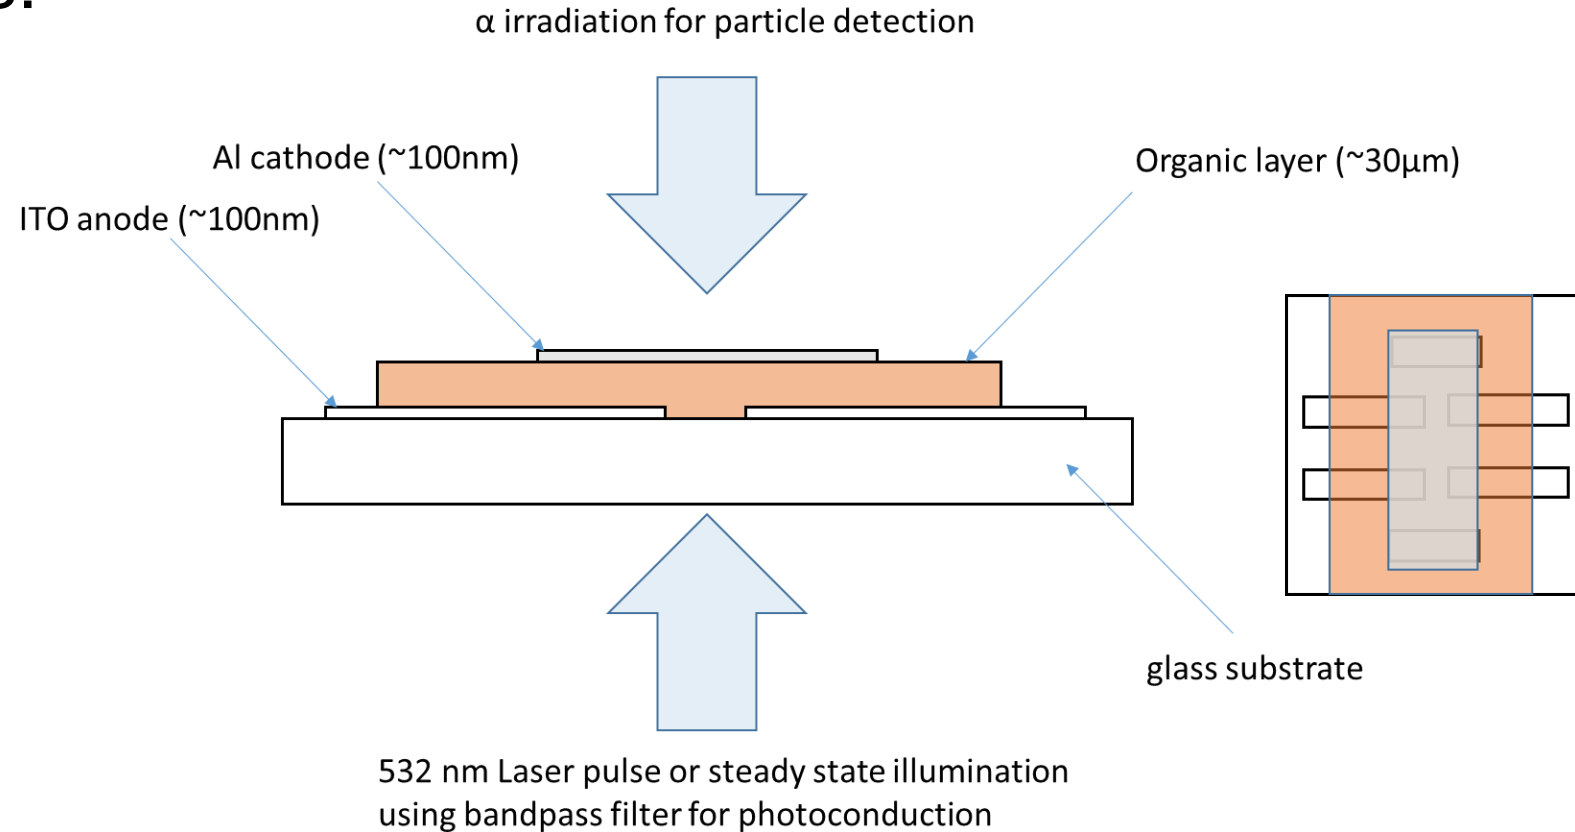 α irradiation for particle detection
Al cathode (~100nm)
Organic layer (~30μm)
ITO anode (~100nm)
glass substrate
532 nm Laser pulse or steady state illumination
using bandpass filter for photoconduction